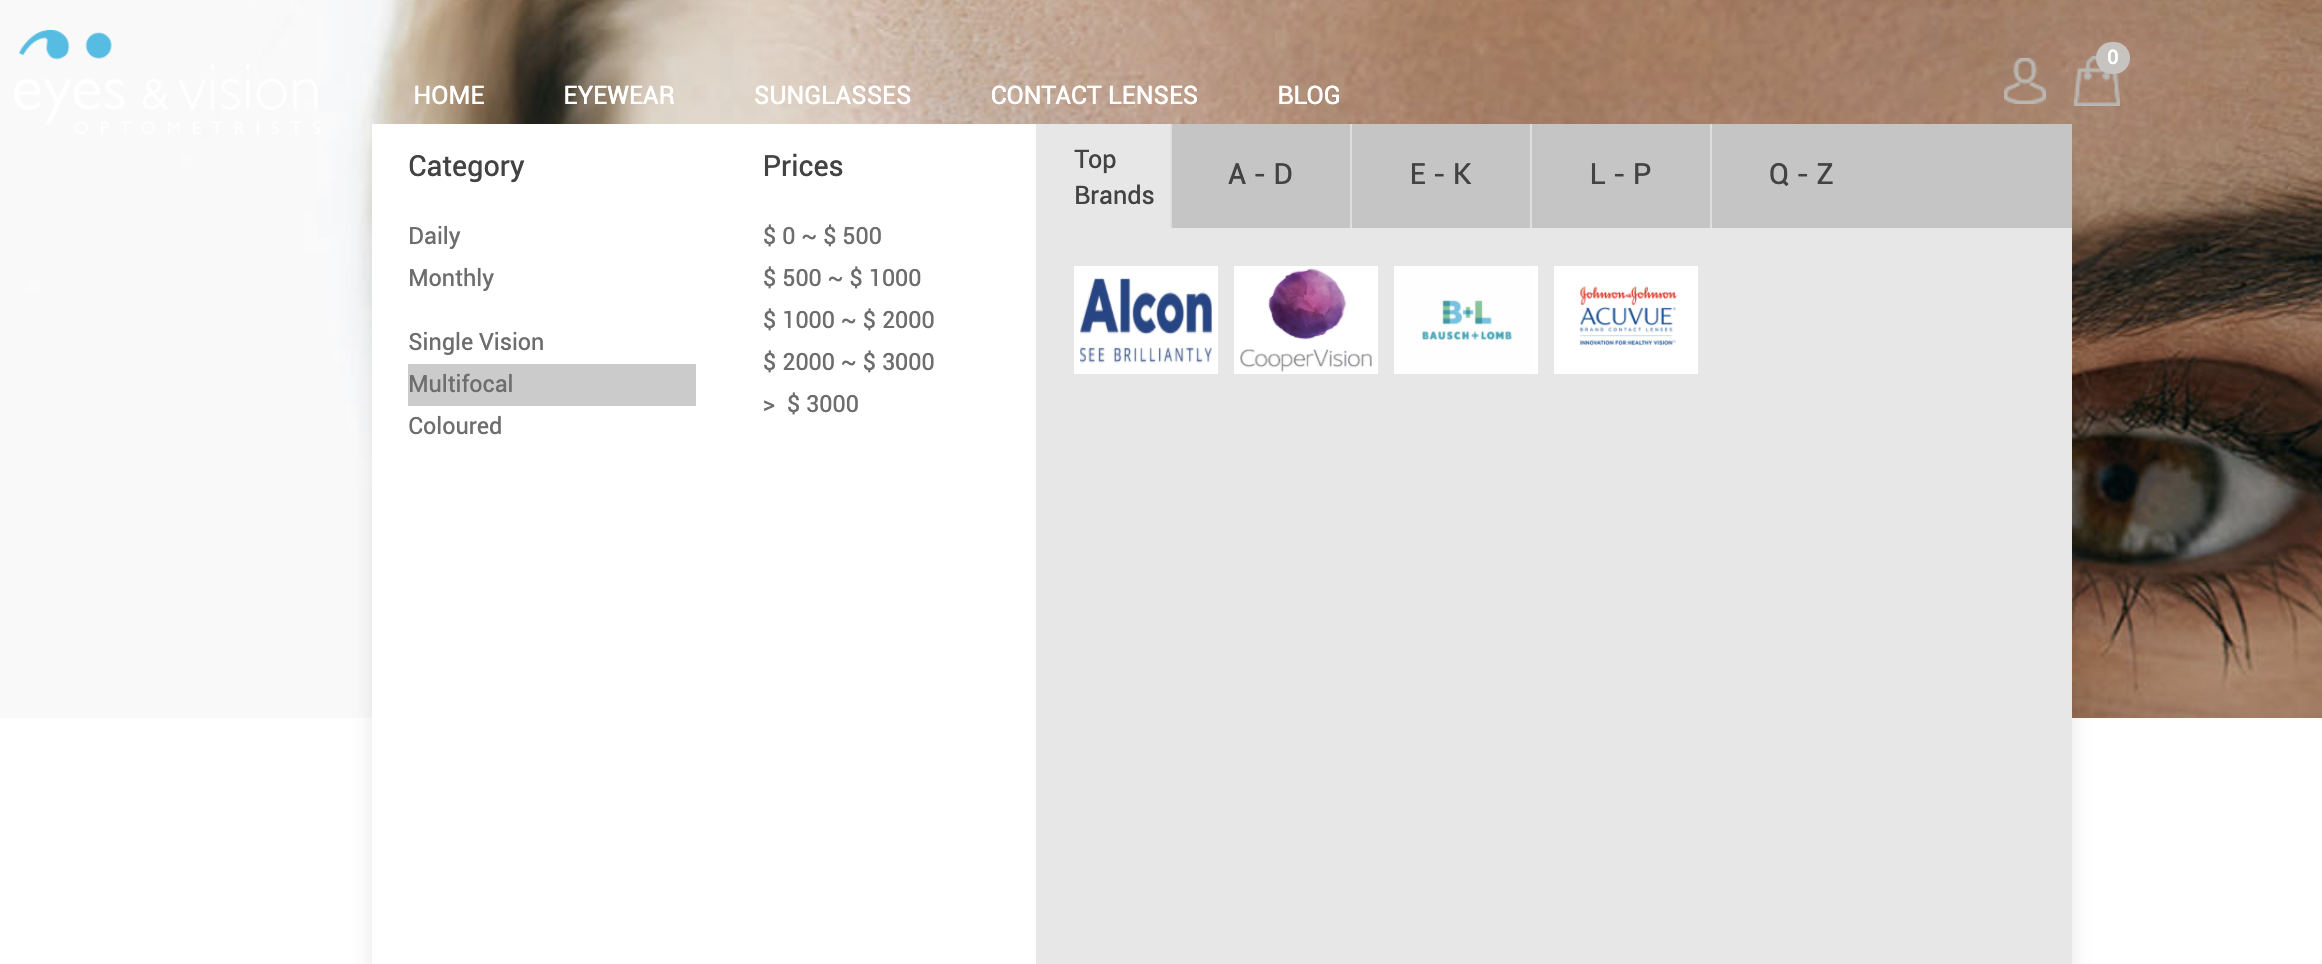 eyes & vision
OPTOMETRISTS
HOME
EYEWEAR
SUNGLASSES
CONTACT LENSES
BLOG
0
Category
Daily
Monthly
Single Vision
Multifocal
Coloured
Prices
$ 0 ~ $ 500
$ 500 ~ $ 1000
$ 1000 ~ $ 2000
$ 2000 ~ $ 3000
> $ 3000
Top
Brands
A - D
E - K
L - P
Q - Z
Alcon
SEE BRILLIANTLY
CooperVision
B+L
BAUSCH + LOMB
Johnson & Johnson
ACUVUE
BRAND CONTACT LENSES
INNOVATION FOR HEALTHY VISION™